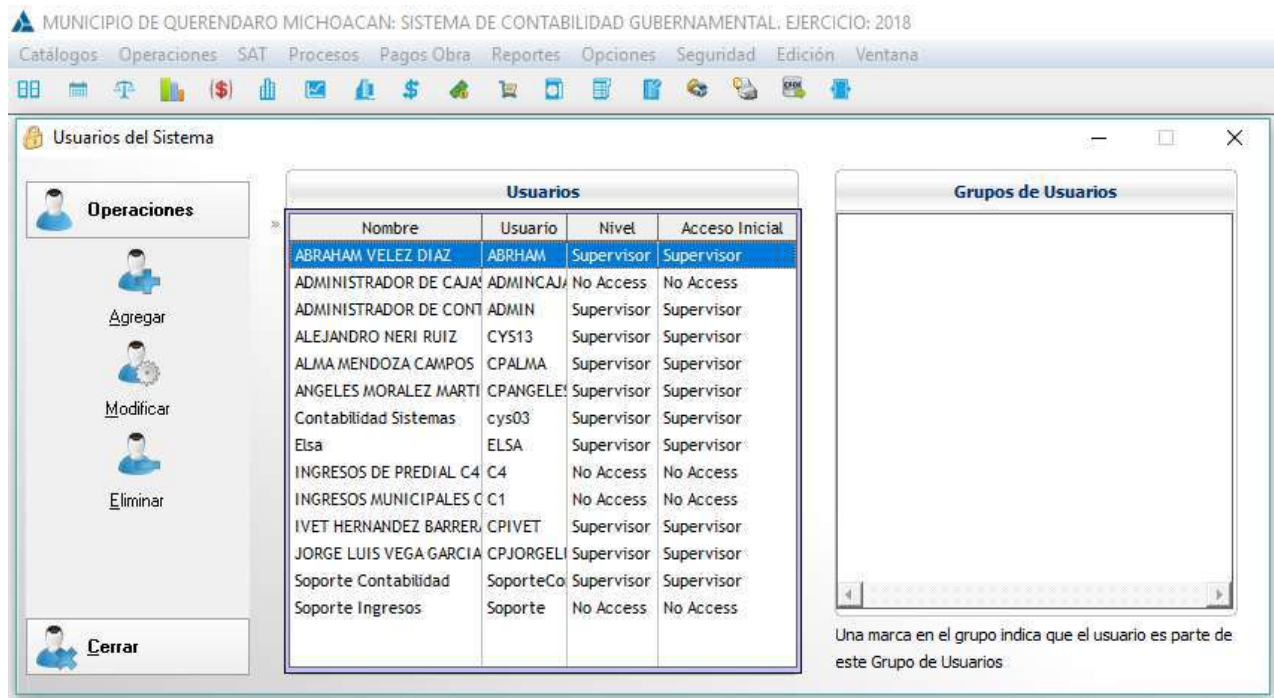 MUNICIPIO DE QUERENDARO MICHOACAN: SISTEMA DE CONTABILIDAD GUBERNAMENTAL. EJERCICIO: 2018
Catálogos Operaciones SAT Procesos Pagos Obra Reportes Opciones Seguridad Edición Ventana
Usuarios del Sistema
Operaciones
Agregar
Modificar
Eliminar
Cerrar
Usuarios
Nombre Usuario Nivel Acceso Inicial
ABRAHAM VELEZ DIAZ ABRHAM Supervisor Supervisor
ADMINISTRADOR DE CAJAS ADMINCAJA No Access No Access
ADMINISTRADOR DE CONT ADMIN Supervisor Supervisor
ALEJANDRO NERI RUIZ CYS13 Supervisor Supervisor
ALMA MENDOZA CAMPOS CPALMA Supervisor Supervisor
ANGELES MORALEZ MARTI CPANGELES Supervisor Supervisor
Contabilidad Sistemas cys03 Supervisor Supervisor
Elsa ELSA Supervisor Supervisor
INGRESOS DE PREDIAL C4 C4 No Access No Access
INGRESOS MUNICIPALES C C1 No Access No Access
IVET HERNANDEZ BARRERA CPIVET Supervisor Supervisor
JORGE LUIS VEGA GARCIA CPJORGELU Supervisor Supervisor
Soporte Contabilidad SoporteCo Supervisor Supervisor
Soporte Ingresos Soporte No Access No Access
Grupos de Usuarios
Una marca en el grupo indica que el usuario es parte de
este Grupo de Usuarios